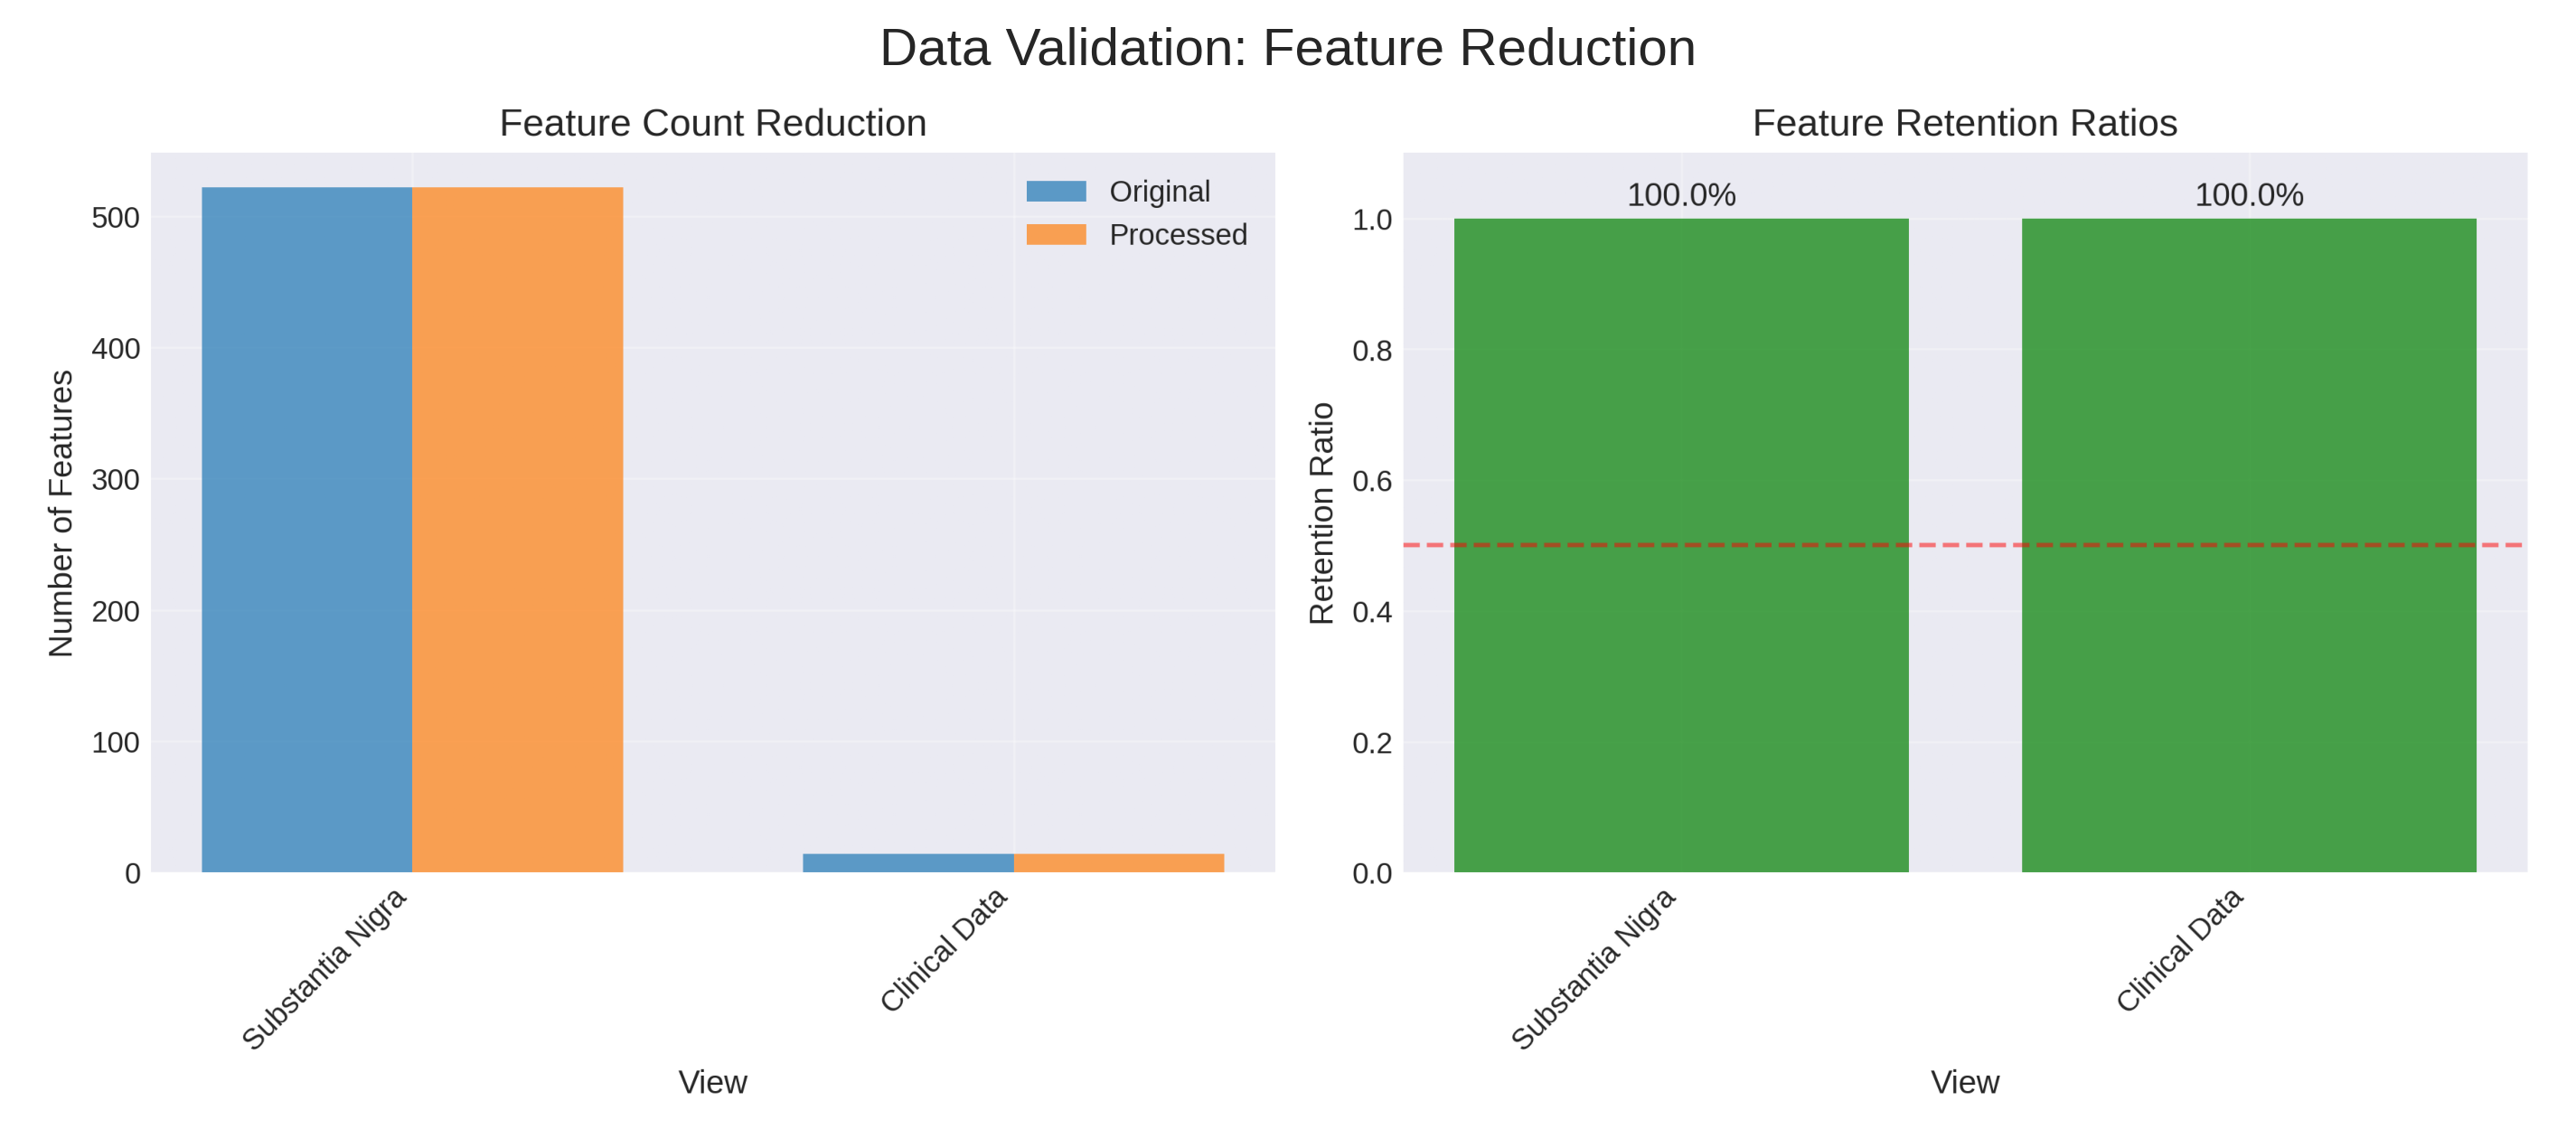 Data Validation: Feature Reduction
Feature Count Reduction
Number of Features
500
400
300
200
100
0
Original
Processed
Substantia Nigra
Clinical Data
View
Feature Retention Ratios
Retention Ratio
1.0
0.8
0.6
0.4
0.2
0.0
100.0%
100.0%
Substantia Nigra
Clinical Data
View